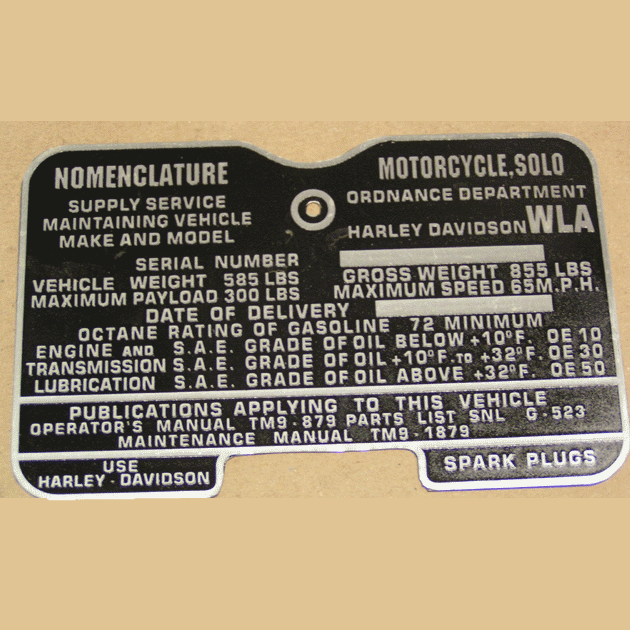 NOMENCLATURE MOTORCYCLE, SOLO
SUPPLY SERVICE ORDNANCE DEPARTMENT
MAINTAINING VEHICLE
MAKE AND MODEL HARLEY DAVIDSON WLA
SERIAL NUMBER
VEHICLE WEIGHT 585 LBS GROSS WEIGHT 855 LBS
MAXIMUM PAYLOAD 300 LBS MAXIMUM SPEED 65 M.P.H.
DATE OF DELIVERY
OCTANE RATING OF GASOLINE 72 MINIMUM
ENGINE AND S.A.E. GRADE OF OIL BELOW +10°F. OE 10
TRANSMISSION S.A.E. GRADE OF OIL +10°F. TO +32°F. OE 30
LUBRICATION S.A.E. GRADE OF OIL ABOVE +32°F. OE 50
PUBLICATIONS APPLYING TO THIS VEHICLE
OPERATOR'S MANUAL TM9-879 PARTS LIST SNL G-523
MAINTENANCE MANUAL TM9-1879
USE
HARLEY-DAVIDSON SPARK PLUGS